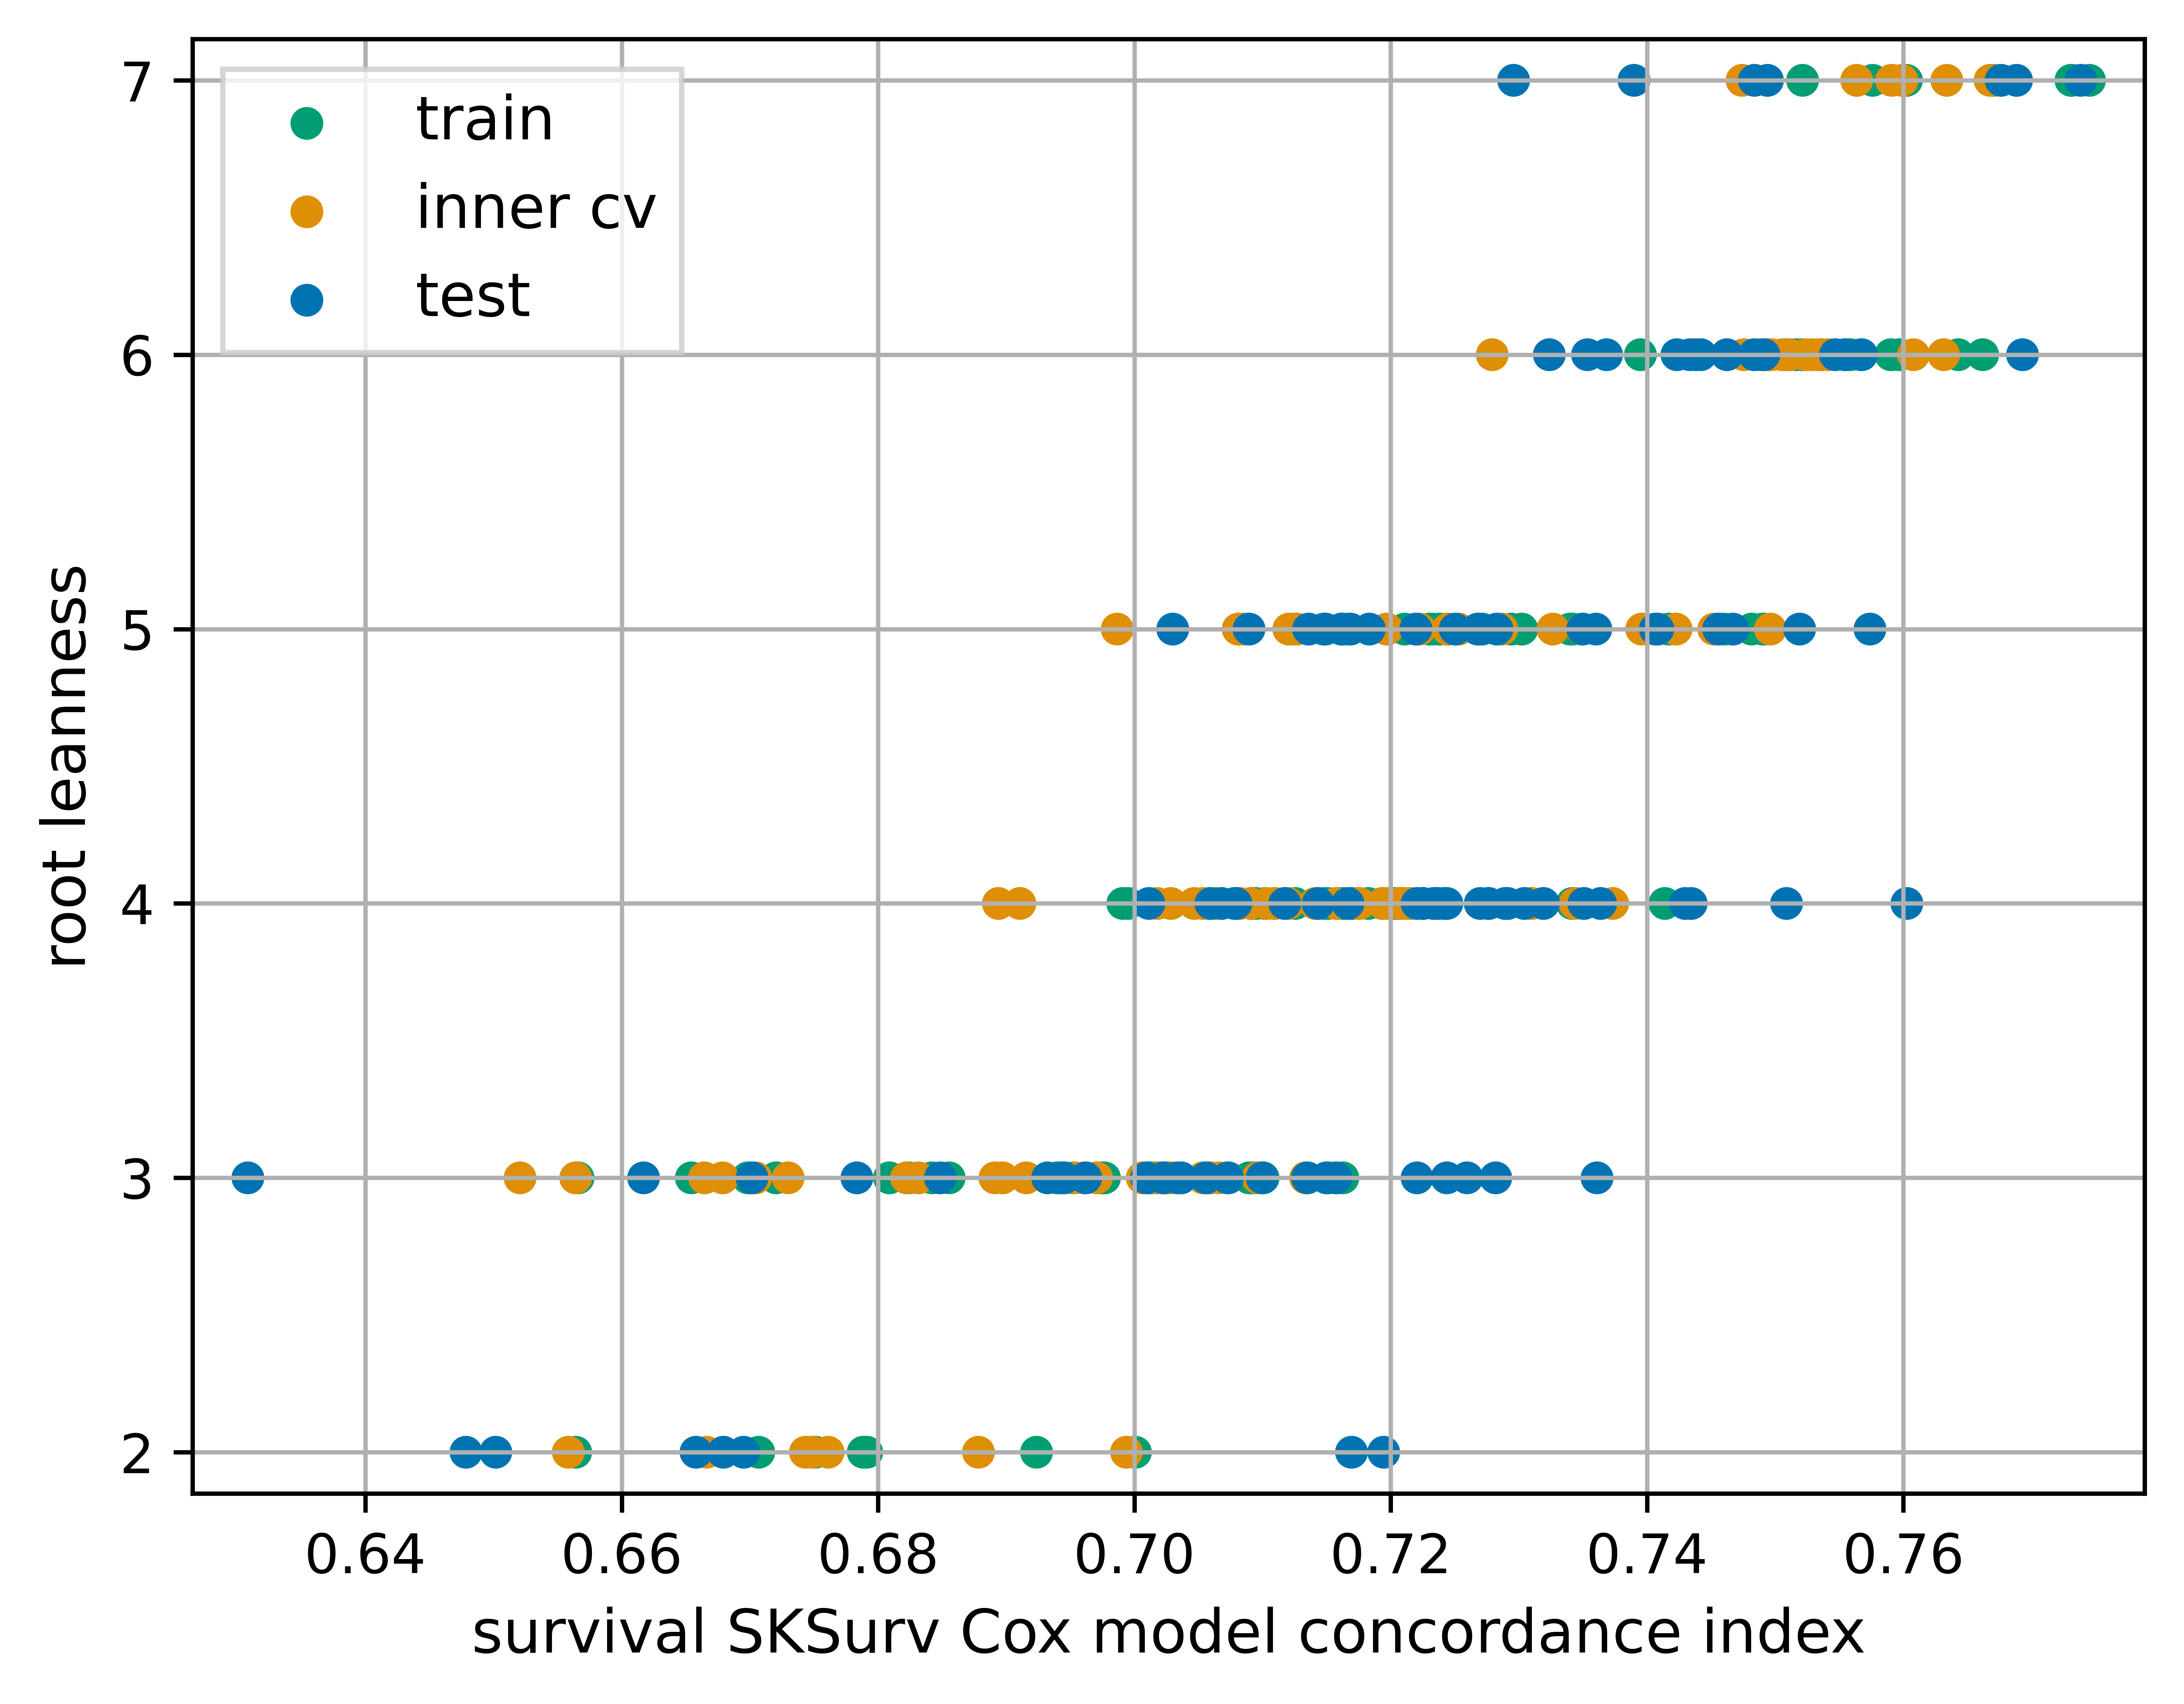 train
inner cv
test
7
6
5
4
3
2
root leanness
0.64 0.66 0.68 0.70 0.72 0.74 0.76
survival SKSurv Cox model concordance index